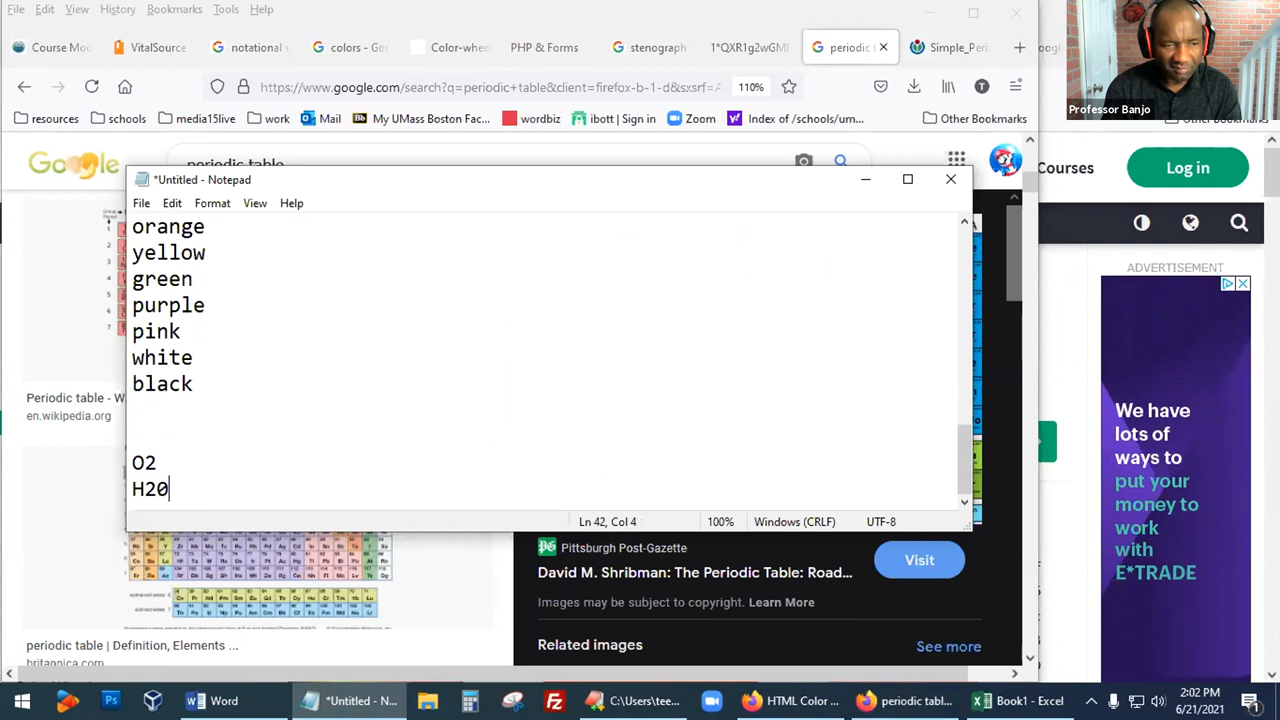 File Edit View History Bookmarks Tools Help
Course Mo
VitalSource
notational s
colors
Color-wheel
PHP &
stenograph
1*QXR1g2wGM
periodic
Simple_Pe
https://www.google.com/search?q=periodic+table&client=firefox-b-1-d&sxsrf=A
110%
resources
schools
media15live
work
Mail
My Mass Bay - Fac...
wordbiz
ibott | Sign in
Zoom
Index of /schools/um...
Other Bookmarks
Professor Banjo
Google
periodic table
Courses
Log in
*Untitled - Notepad
File Edit Format View Help
orange
yellow
green
purple
pink
white
black
O2
H20
Ln 42, Col 4
100%
Windows (CRLF)
UTF-8
Periodic table - W
en.wikipedia.org
periodic table | Definition, Elements ...
britannica.com
Pittsburgh Post-Gazette
David M. Shribman: The Periodic Table: Road...
Images may be subject to copyright. Learn More
Visit
Related images
See more
ADVERTISEMENT
We have
lots of
ways to
put your
money to
work
with
E*TRADE
Word
*Untitled - N...
C:\Users\tee...
HTML Color ...
periodic tabl...
Book1 - Excel
2:02 PM
6/21/2021